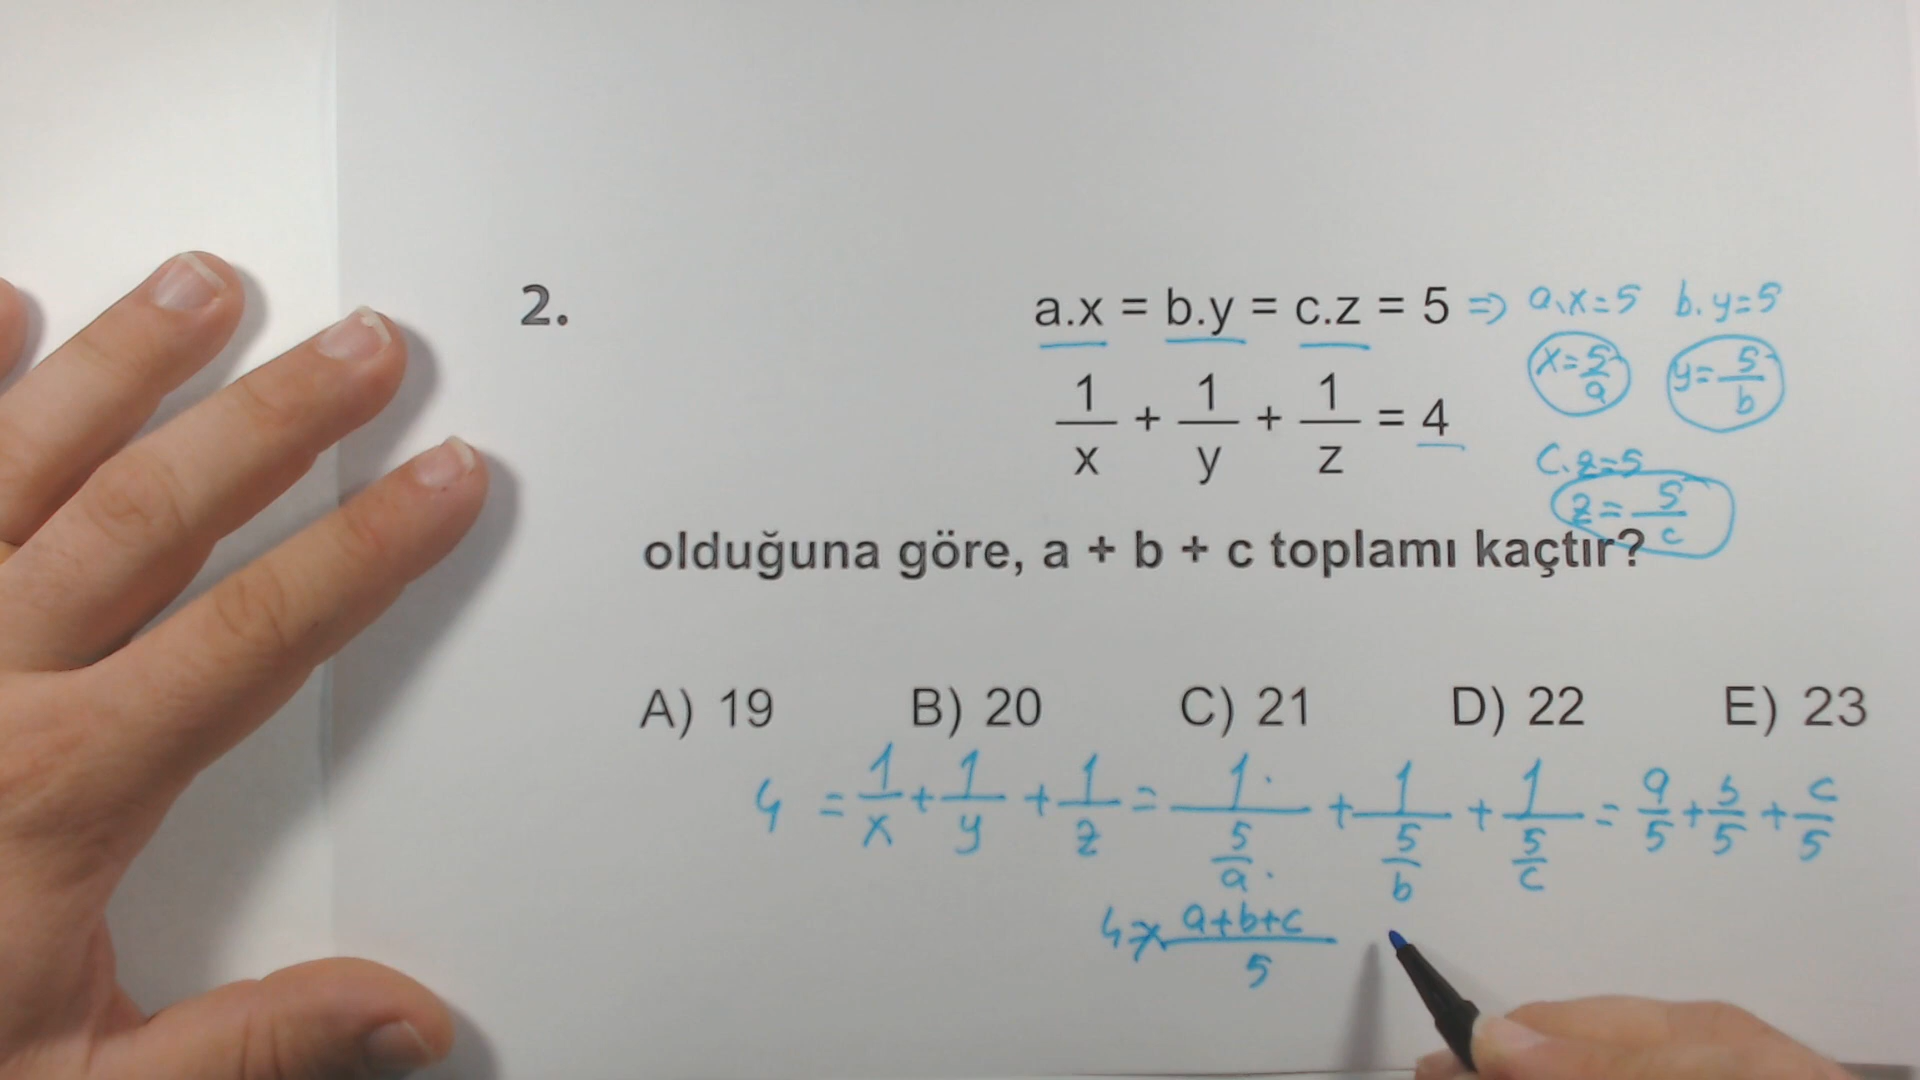 2.
a.x = b.y = c.z = 5 ⇒ a.x=5 b.y=5
x=5/a y=5/b
1/x + 1/y + 1/z = 4
c.z=5
z=5/c
olduğuna göre, a + b + c toplamı kaçtır?
A) 19 B) 20 C) 21 D) 22 E) 23
4 = 1/x + 1/y + 1/z = 1/(5/a) + 1/(5/b) + 1/(5/c) = a/5 + b/5 + c/5
4 = (a+b+c)/5